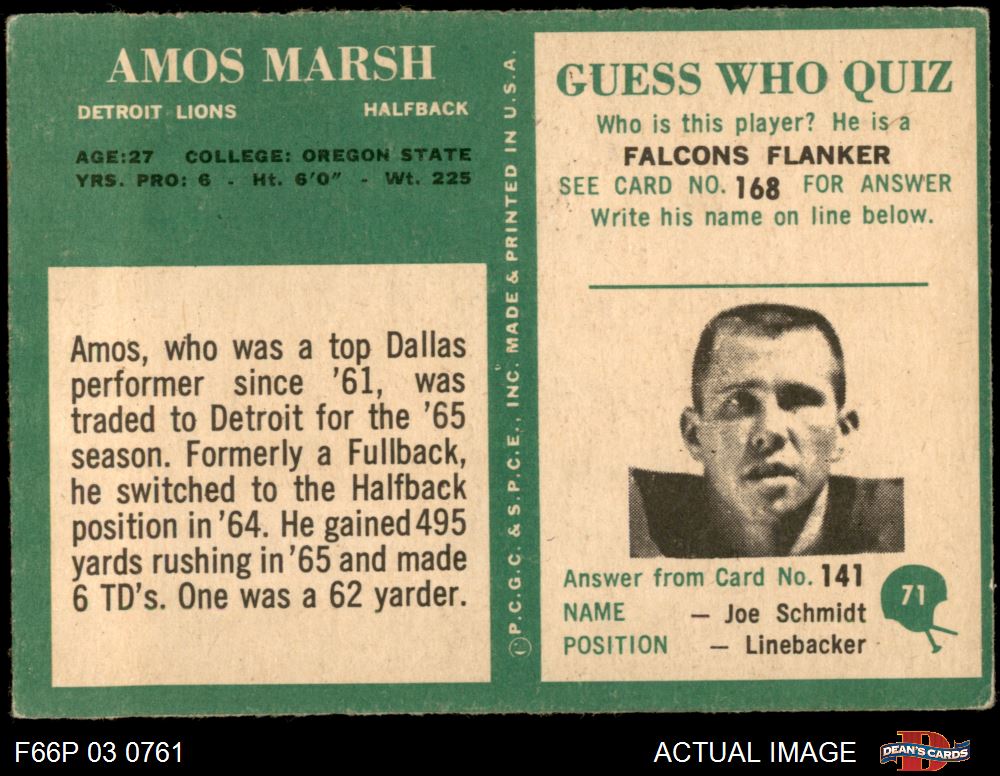 AMOS MARSH
DETROIT LIONS HALFBACK
AGE:27 COLLEGE: OREGON STATE
YRS. PRO: 6 - Ht. 6'0" - Wt. 225
Amos, who was a top Dallas
performer since '61, was
traded to Detroit for the '65
season. Formerly a Fullback,
he switched to the Halfback
position in '64. He gained 495
yards rushing in '65 and made
6 TD's. One was a 62 yarder.
©P.C.G.C. & S.P.C.E., INC. MADE & PRINTED IN U.S.A.
GUESS WHO QUIZ
Who is this player? He is a
FALCONS FLANKER
SEE CARD NO. 168 FOR ANSWER
Write his name on line below.
Answer from Card No. 141
NAME — Joe Schmidt
POSITION — Linebacker
71
F66P 03 0761
ACTUAL IMAGE
D
DEAN'S CARDS